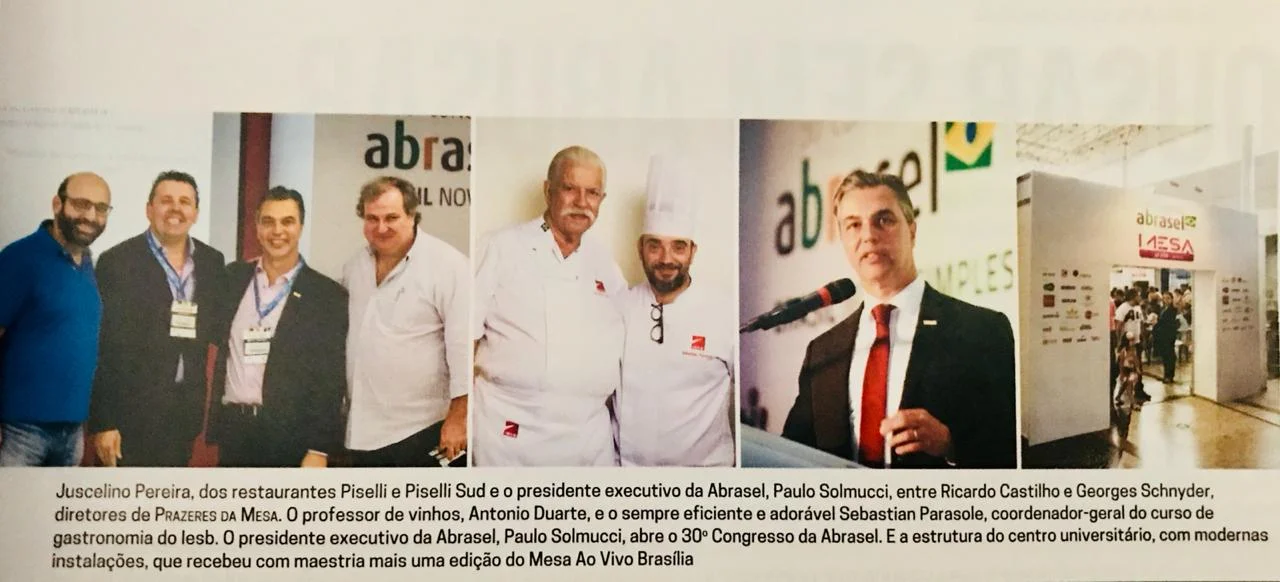 abras
IL NOV
abrasel
SIMPLES
abrasel
MESA
Juscelino Pereira, dos restaurantes Piselli e Piselli Sud e o presidente executivo da Abrasel, Paulo Solmucci, entre Ricardo Castilho e Georges Schnyder,
diretores de PRAZERES DA MESA. O professor de vinhos, Antonio Duarte, e o sempre eficiente e adorável Sebastian Parasole, coordenador-geral do curso de
gastronomia do Iesb. O presidente executivo da Abrasel, Paulo Solmucci, abre o 30º Congresso da Abrasel. E a estrutura do centro universitário, com modernas
instalações, que recebeu com maestria mais uma edição do Mesa Ao Vivo Brasília